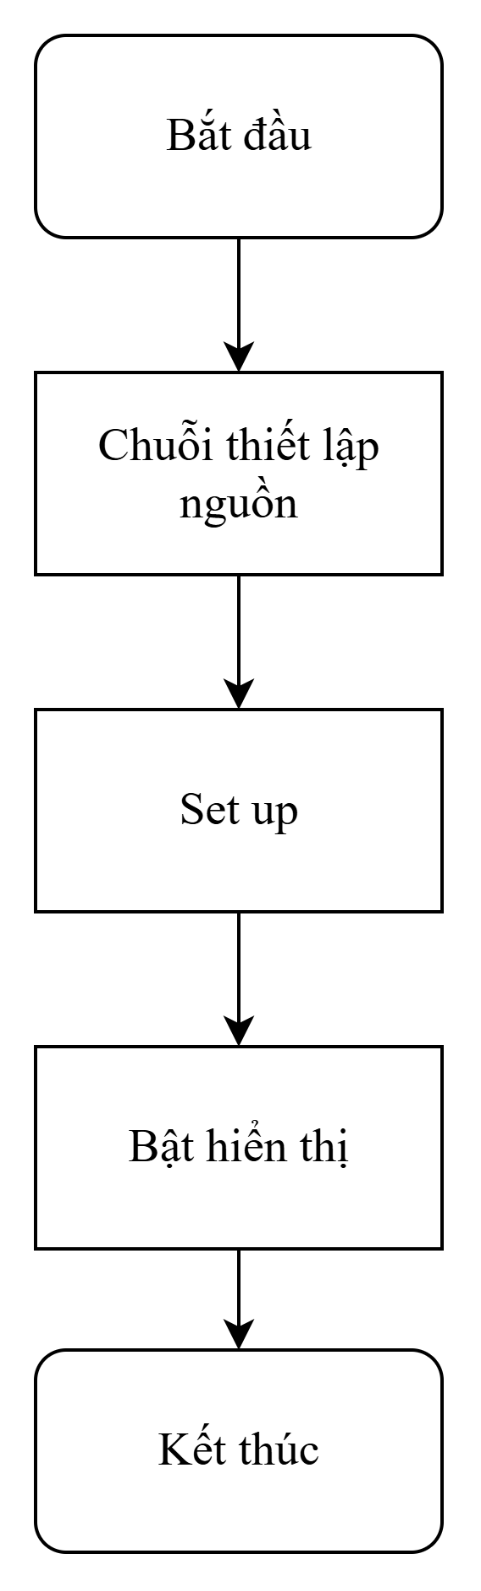 Bắt đầu
Chuỗi thiết lập
nguồn
Set up
Bật hiển thị
Kết thúc